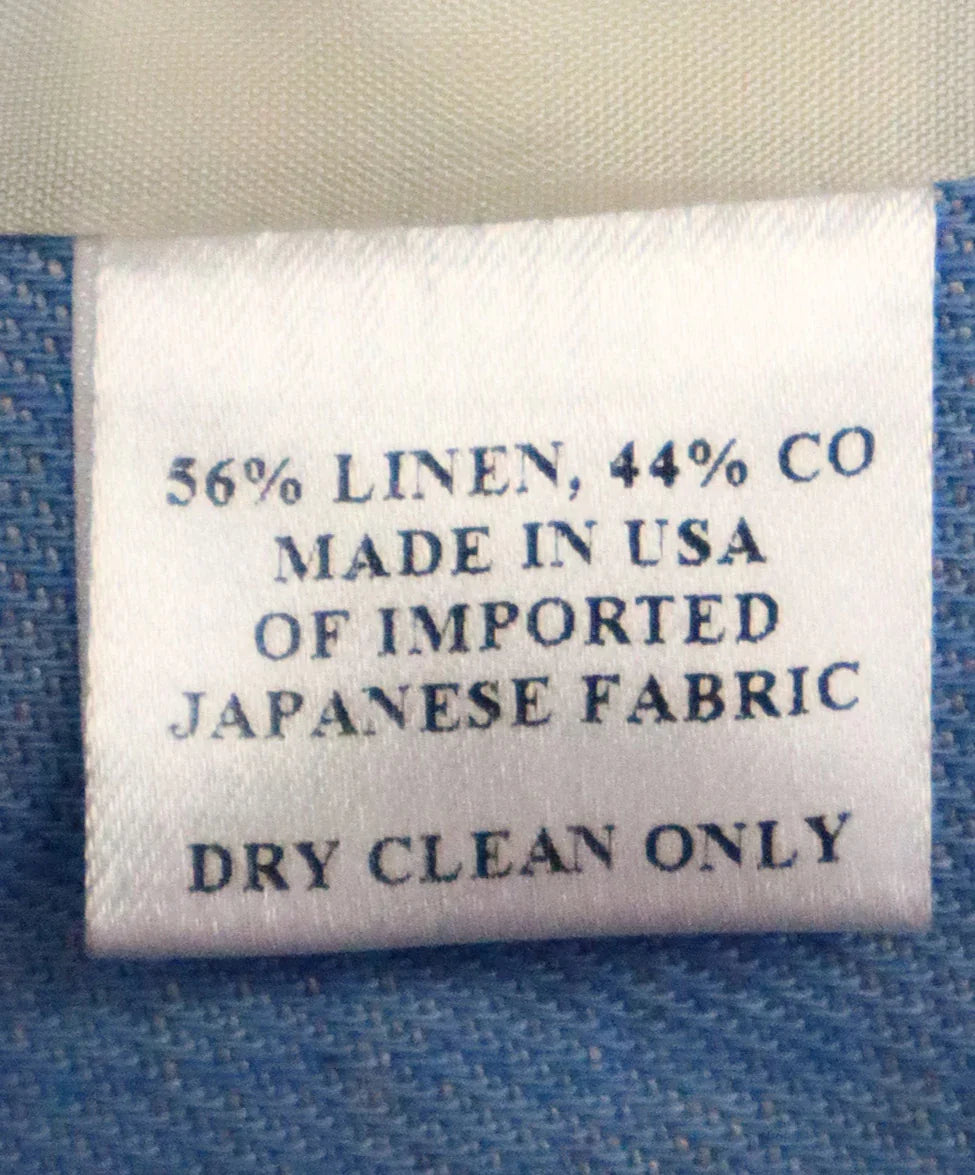 56% LINEN, 44% CO
MADE IN USA
OF IMPORTED
JAPANESE FABRIC
DRY CLEAN ONLY